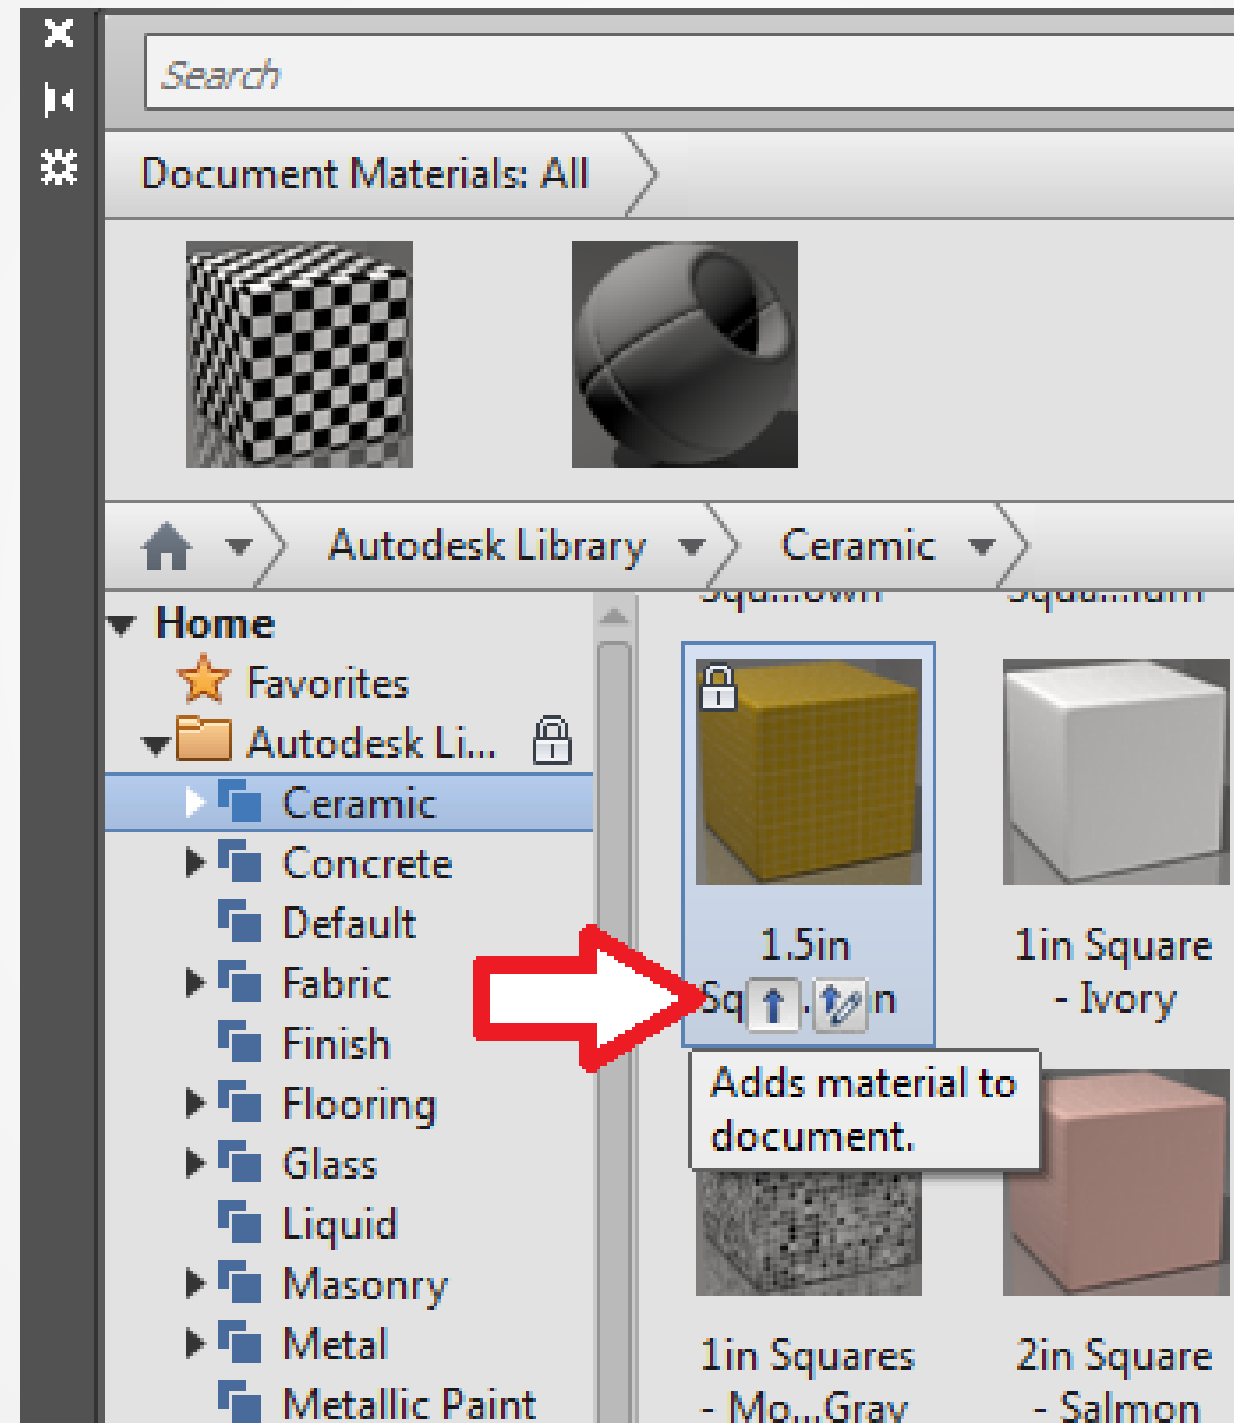 Search
Document Materials: All
Autodesk Library
Ceramic
Home
Favorites
Autodesk Li...
Ceramic
Concrete
Default
Fabric
Finish
Flooring
Glass
Liquid
Masonry
Metal
Metallic Paint
1.5in
1in Square
- Ivory
Adds material to
document.
1in Squares
- Mo...Gray
2in Square
- Salmon